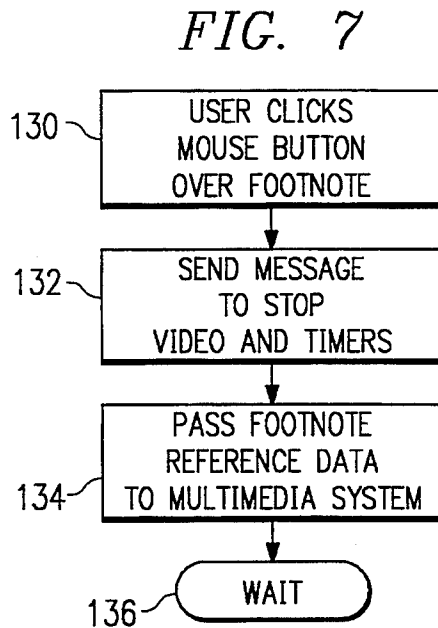 FIG. 7
130
USER CLICKS
MOUSE BUTTON
OVER FOOTNOTE
132
SEND MESSAGE
TO STOP
VIDEO AND TIMERS
134
PASS FOOTNOTE
REFERENCE DATA
TO MULTIMEDIA SYSTEM
136
WAIT